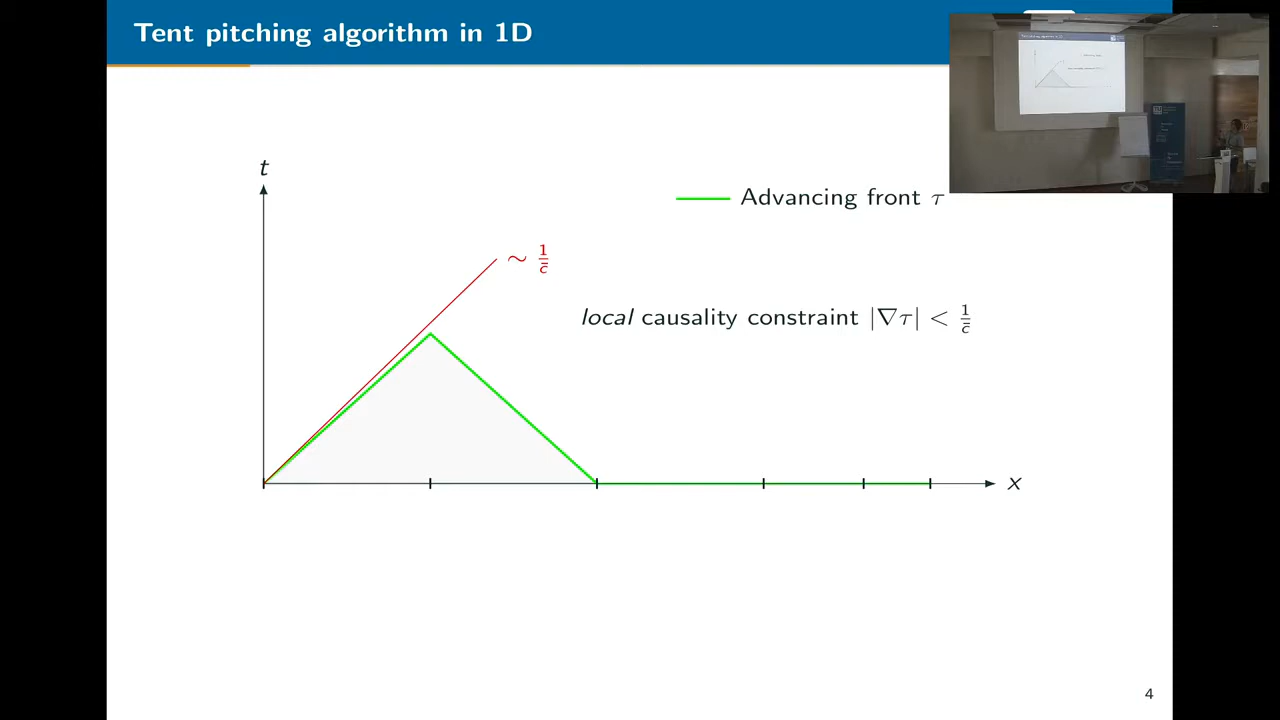 Tent pitching algorithm in 1D
t
Advancing front τ
∼ 1/c̄
local causality constraint |∇τ| < 1/c̄
x
4